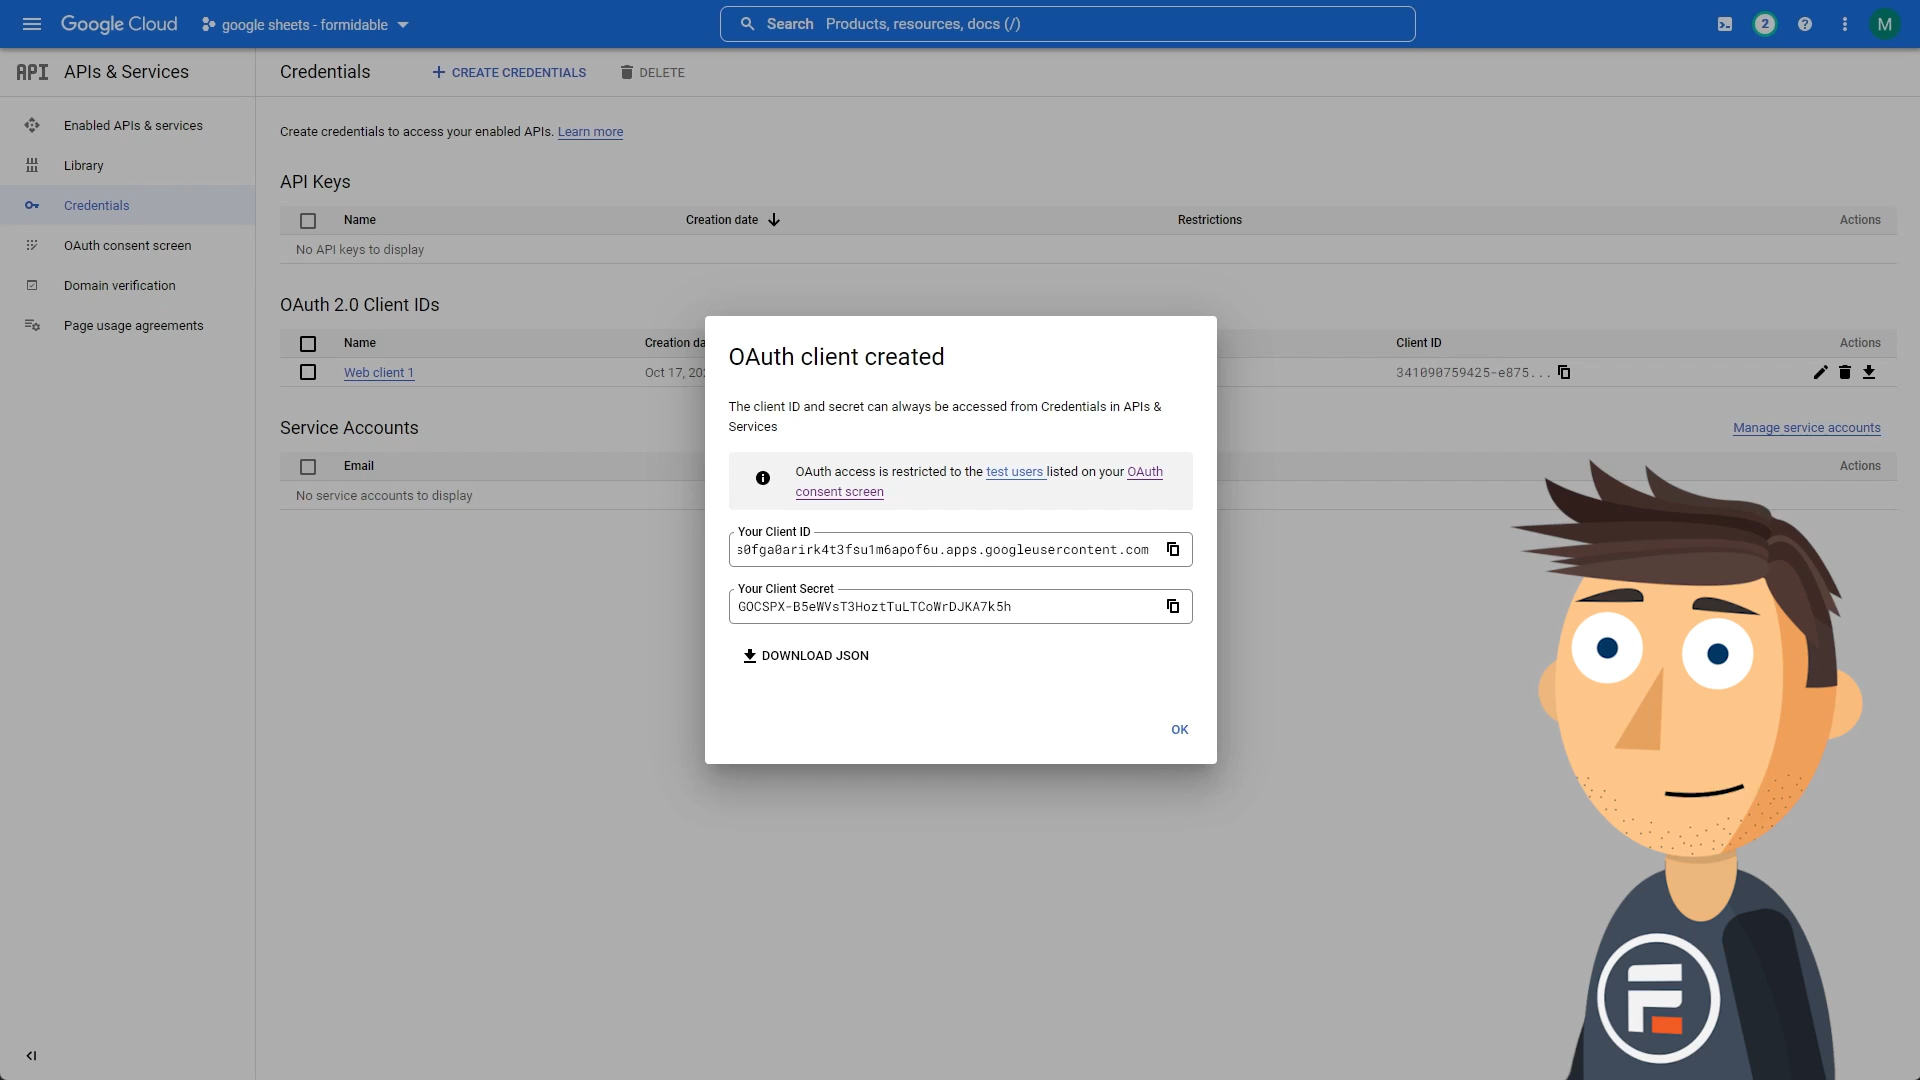 Google Cloud
google sheets - formidable
Search Products, resources, docs (/)
2
M
API APIs & Services
Credentials
CREATE CREDENTIALS
DELETE
Enabled APIs & services
Library
Credentials
OAuth consent screen
Domain verification
Page usage agreements
Create credentials to access your enabled APIs. Learn more
API Keys
Name Creation date Restrictions Actions
No API keys to display
OAuth 2.0 Client IDs
Name Creation da Client ID Actions
Web client 1 Oct 17, 20 341090759425-e875...
Service Accounts
Manage service accounts
Email Actions
No service accounts to display
OAuth client created
The client ID and secret can always be accessed from Credentials in APIs &
Services
OAuth access is restricted to the test users listed on your OAuth
consent screen
Your Client ID
s0fga0arirk4t3fsu1m6apof6u.apps.googleusercontent.com
Your Client Secret
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
DOWNLOAD JSON
OK